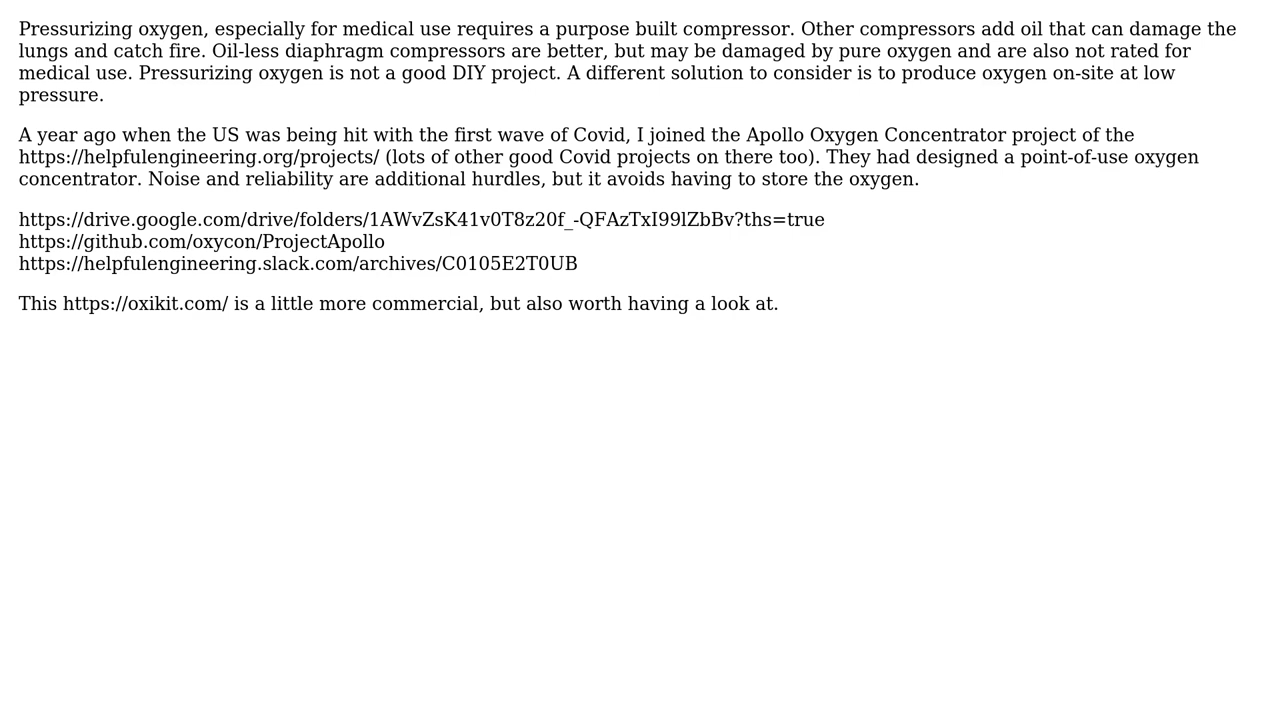 Pressurizing oxygen, especially for medical use requires a purpose built compressor. Other compressors add oil that can damage the
lungs and catch fire. Oil-less diaphragm compressors are better, but may be damaged by pure oxygen and are also not rated for
medical use. Pressurizing oxygen is not a good DIY project. A different solution to consider is to produce oxygen on-site at low
pressure.
A year ago when the US was being hit with the first wave of Covid, I joined the Apollo Oxygen Concentrator project of the
https://helpfulengineering.org/projects/ (lots of other good Covid projects on there too). They had designed a point-of-use oxygen
concentrator. Noise and reliability are additional hurdles, but it avoids having to store the oxygen.
https://drive.google.com/drive/folders/1AWvZsK41v0T8z20f_-QFAzTxI99lZbBv?ths=true
https://github.com/oxycon/ProjectApollo
https://helpfulengineering.slack.com/archives/C0105E2T0UB
This https://oxikit.com/ is a little more commercial, but also worth having a look at.